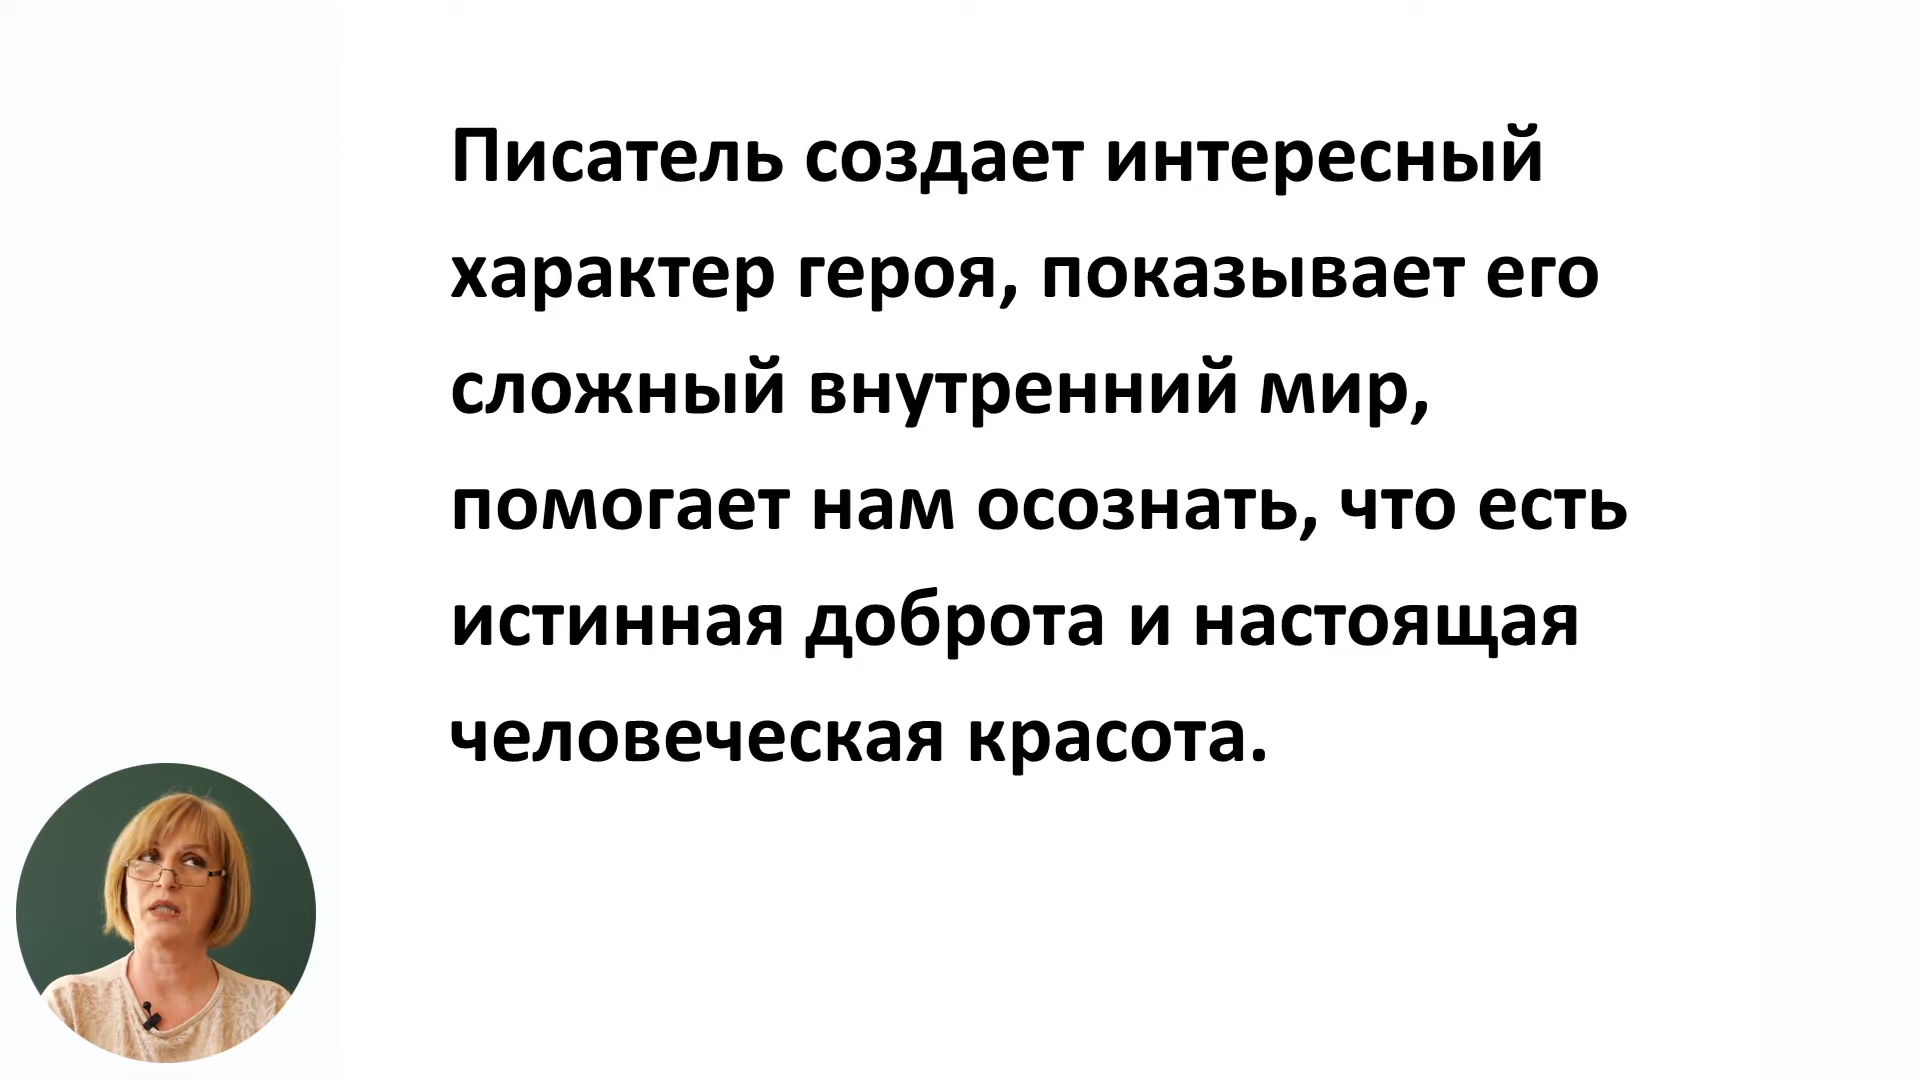 Писатель создает интересный
характер героя, показывает его
сложный внутренний мир,
помогает нам осознать, что есть
истинная доброта и настоящая
человеческая красота.